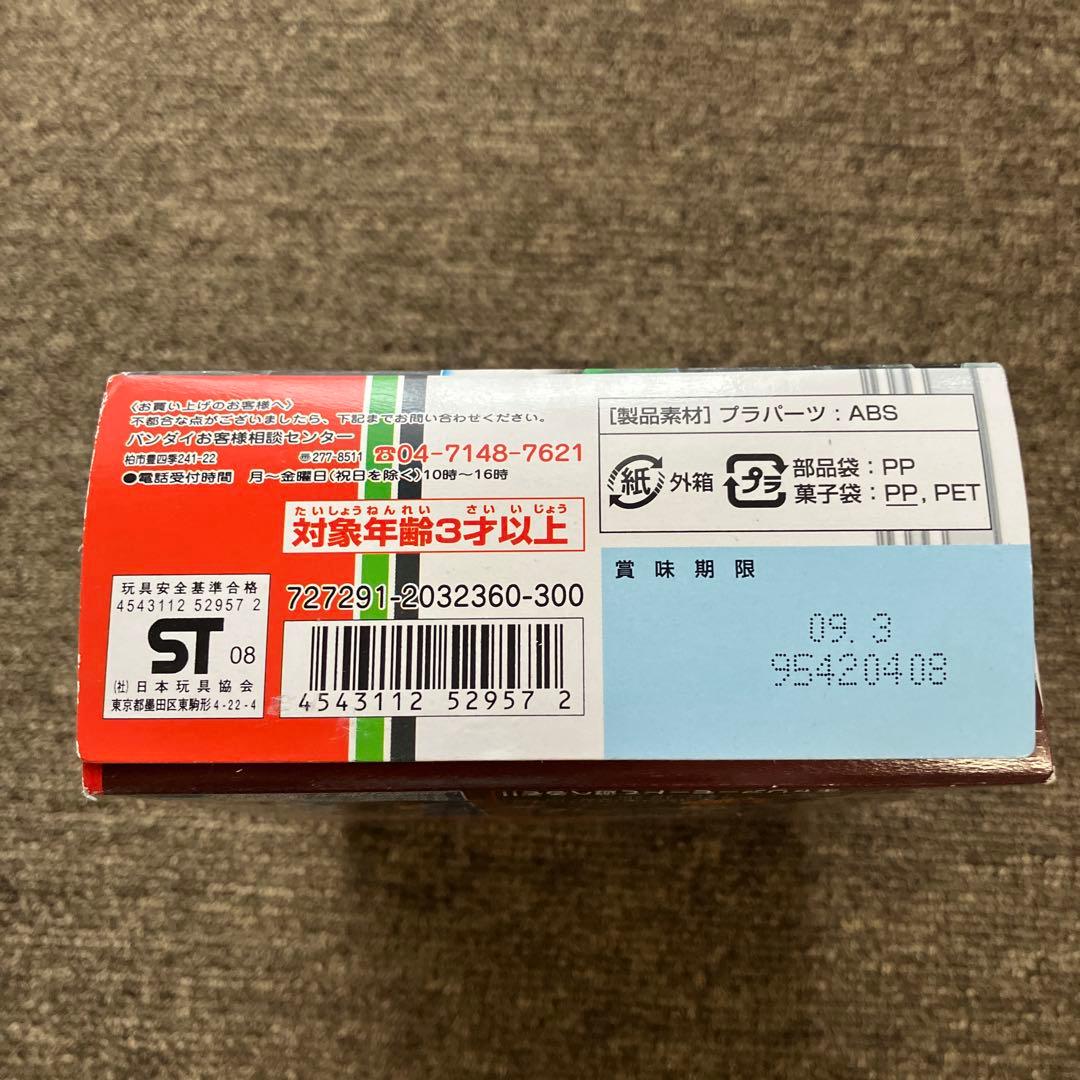 〈お買い上げのお客様へ〉
不都合な点がございましたら、下記までお問い合わせください。
バンダイお客様相談センター
柏市豊四季241-22 〠277-8511 ☎04-7148-7621
●電話受付時間 月〜金曜日(祝日を除く)10時〜16時
たいしょうねんれい さいいじょう
対象年齢3才以上
玩具安全基準合格
4543112 52957 2
ST 08
(社)日本玩具協会
東京都墨田区東駒形4-22-4
727291-2032360-300
4543112 529572
[製品素材]プラパーツ:ABS
紙 外箱
プラ 部品袋:PP
菓子袋:PP, PET
賞味期限
09.3
95420408